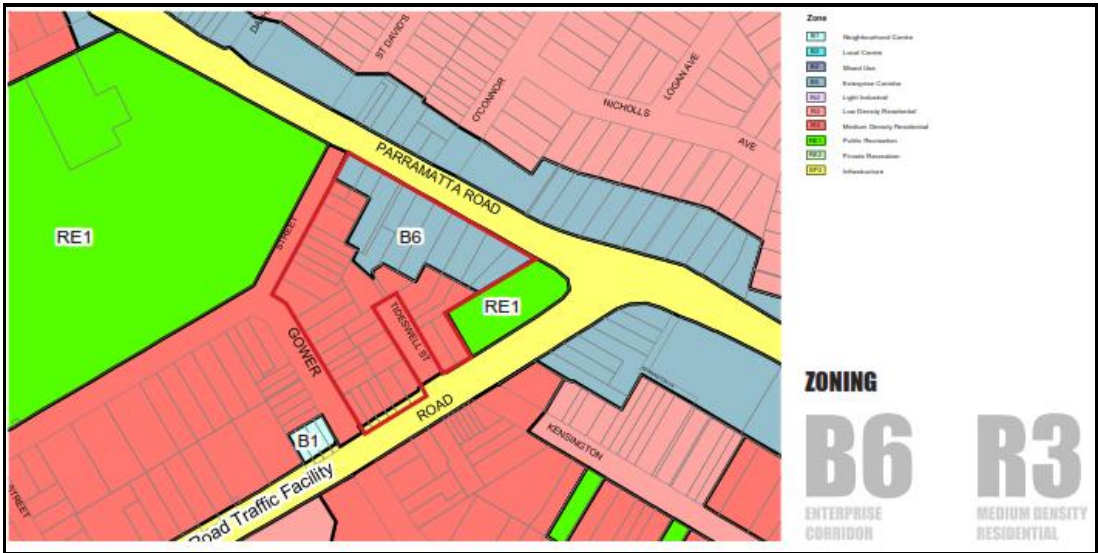 DA
ST DAVID'S
O'CONNOR
LOGAN AVE
NICHOLLS
AVE
PARRAMATTA ROAD
RE1
STREET
B6
RE1
TIDESWELL ST
GOWER
ROAD
B1
KENSINGTON
STREET
Road Traffic Facility
Zone
B1 Neighbourhood Centre
Local Centre
Mixed Use
Enterprise Corridor
IN2 Light Industrial
R2 Low Density Residential
R3 Medium Density Residential
RE1 Public Recreation
RE2 Private Recreation
SP2 Infrastructure
ZONING
B6 R3
ENTERPRISE MEDIUM DENSITY
CORRIDOR RESIDENTIAL